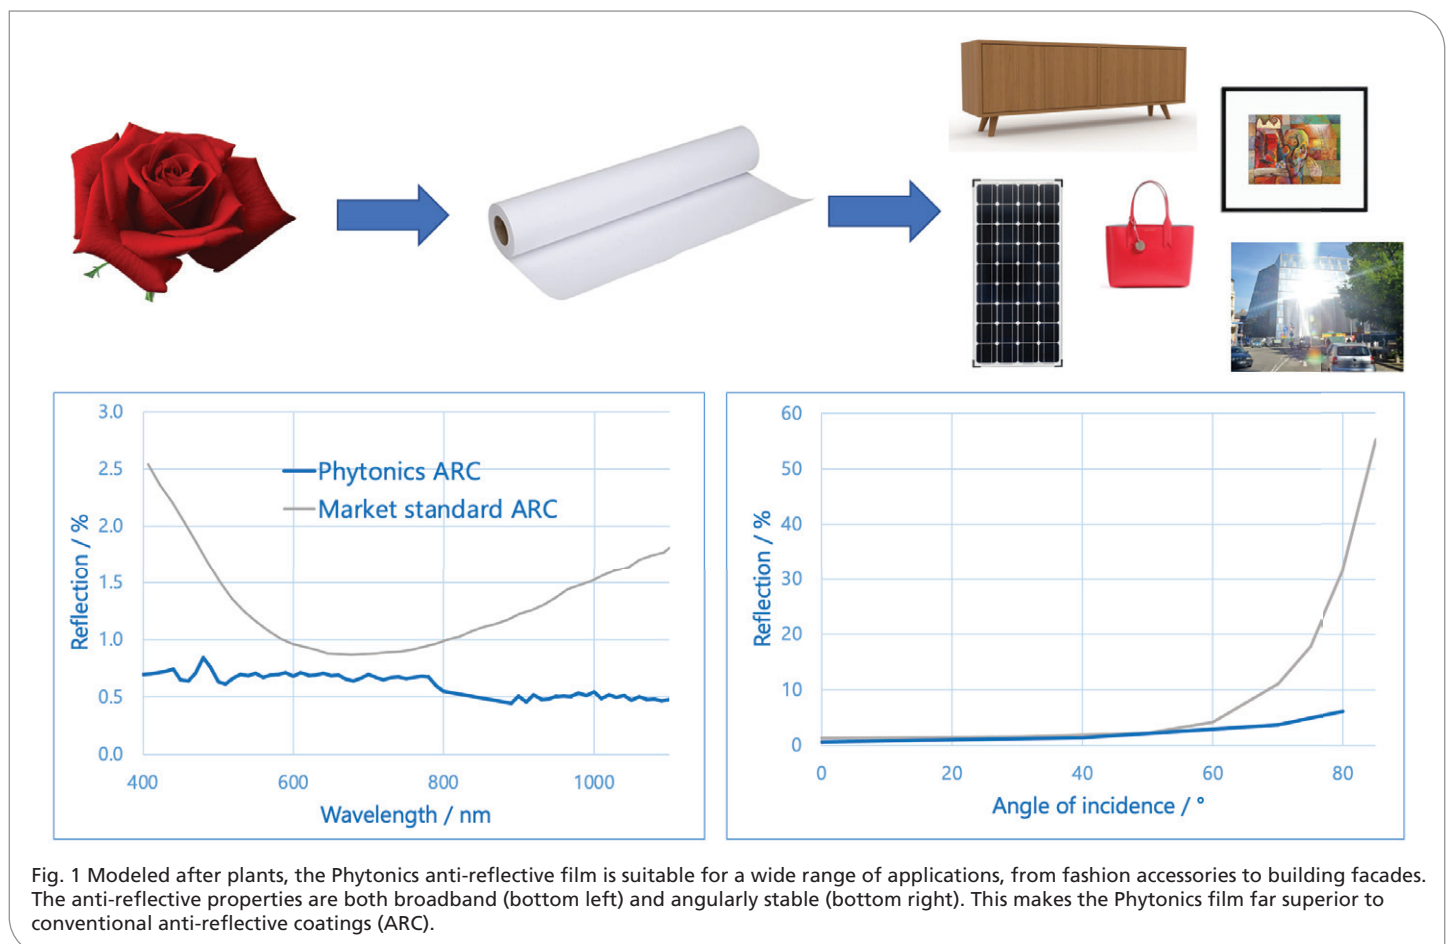 3.0
2.5
2.0
1.5
1.0
0.5
0.0
Reflection / %
Phytonics ARC
Market standard ARC
400 600 800 1000
Wavelength / nm
60
50
40
30
20
10
0
Reflection / %
0 20 40 60 80
Angle of incidence / °
Fig. 1 Modeled after plants, the Phytonics anti-reflective film is suitable for a wide range of applications, from fashion accessories to building facades.
The anti-reflective properties are both broadband (bottom left) and angularly stable (bottom right). This makes the Phytonics film far superior to
conventional anti-reflective coatings (ARC).